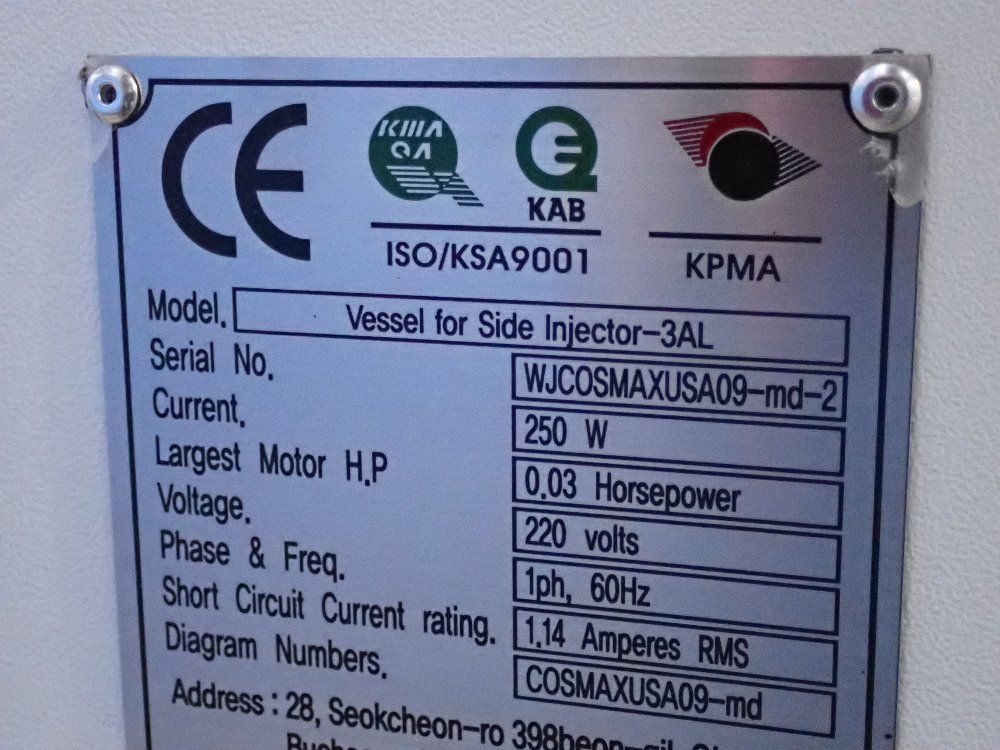 CE
KMA
QA
KAB
ISO/KSA9001
KPMA
Model. Vessel for Side Injector-3AL
Serial No. WJCOSMAXUSA09-md-2
Current. 250 W
Largest Motor H.P 0.03 Horsepower
Voltage. 220 volts
Phase & Freq. 1ph, 60Hz
Short Circuit Current rating. 1.14 Amperes RMS
Diagram Numbers. COSMAXUSA09-md
Address : 28, Seokcheon-ro